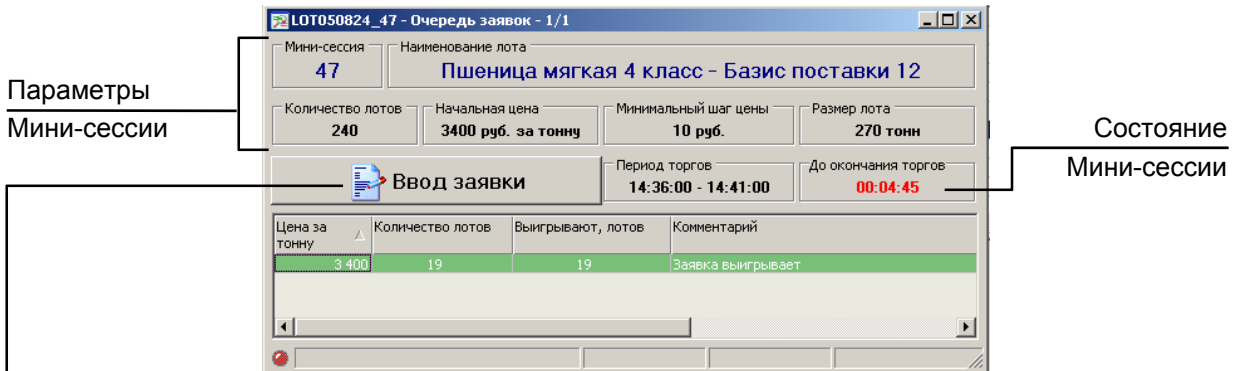 LOT050824_47 - Очередь заявок - 1/1
Мини-сессия Наименование лота
47 Пшеница мягкая 4 класс - Базис поставки 12
Параметры
Мини-сессии
Количество лотов Начальная цена Минимальный шаг цены Размер лота
240 3400 руб. за тонну 10 руб. 270 тонн
Состояние
Мини-сессии
Ввод заявки
Период торгов До окончания торгов
14:36:00 - 14:41:00 00:04:45
Цена за тонну Количество лотов Выигрывают, лотов Комментарий
3 400 19 19 Заявка выигрывает